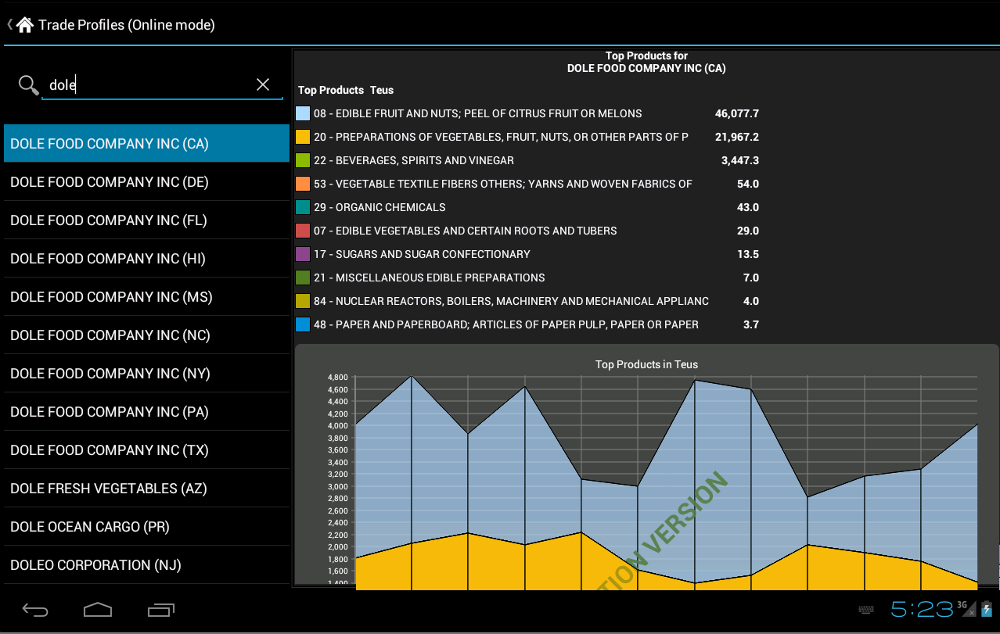 Trade Profiles (Online mode)
dole
DOLE FOOD COMPANY INC (CA)
DOLE FOOD COMPANY INC (DE)
DOLE FOOD COMPANY INC (FL)
DOLE FOOD COMPANY INC (HI)
DOLE FOOD COMPANY INC (MS)
DOLE FOOD COMPANY INC (NC)
DOLE FOOD COMPANY INC (NY)
DOLE FOOD COMPANY INC (PA)
DOLE FOOD COMPANY INC (TX)
DOLE FRESH VEGETABLES (AZ)
DOLE OCEAN CARGO (PR)
DOLEO CORPORATION (NJ)
Top Products for
DOLE FOOD COMPANY INC (CA)
Top Products Teus
08 - EDIBLE FRUIT AND NUTS; PEEL OF CITRUS FRUIT OR MELONS 46,077.7
20 - PREPARATIONS OF VEGETABLES, FRUIT, NUTS, OR OTHER PARTS OF P 21,967.2
22 - BEVERAGES, SPIRITS AND VINEGAR 3,447.3
53 - VEGETABLE TEXTILE FIBERS OTHERS; YARNS AND WOVEN FABRICS OF 54.0
29 - ORGANIC CHEMICALS 43.0
07 - EDIBLE VEGETABLES AND CERTAIN ROOTS AND TUBERS 29.0
17 - SUGARS AND SUGAR CONFECTIONARY 13.5
21 - MISCELLANEOUS EDIBLE PREPARATIONS 7.0
84 - NUCLEAR REACTORS, BOILERS, MACHINERY AND MECHANICAL APPLIANC 4.0
48 - PAPER AND PAPERBOARD; ARTICLES OF PAPER PULP, PAPER OR PAPER 3.7
Top Products in Teus
4,800
4,600
4,400
4,200
4,000
3,800
3,600
3,400
3,200
3,000
2,800
2,600
2,400
2,200
2,000
1,800
1,600
1,400
TION VERSION
5:23
3G